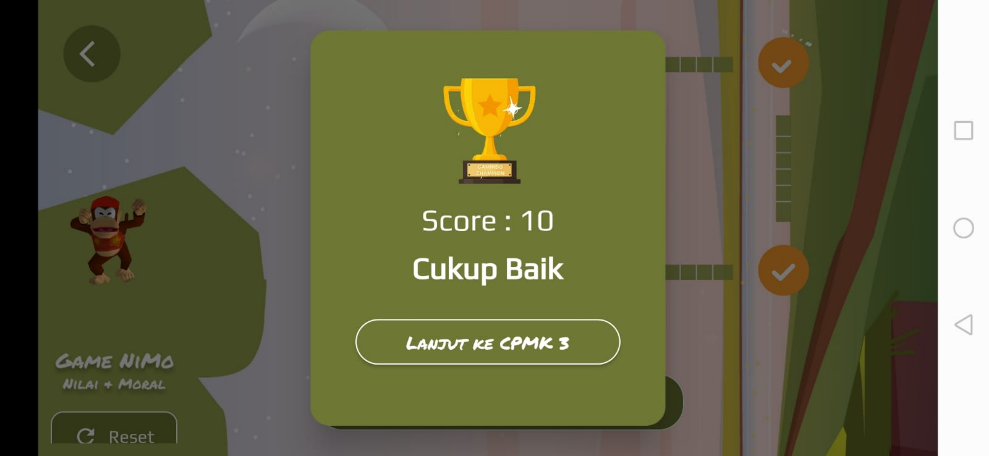 Score : 10
Cukup Baik
Lanjut ke CPMK 3
Game NiMo
Nilai + Moral
Reset